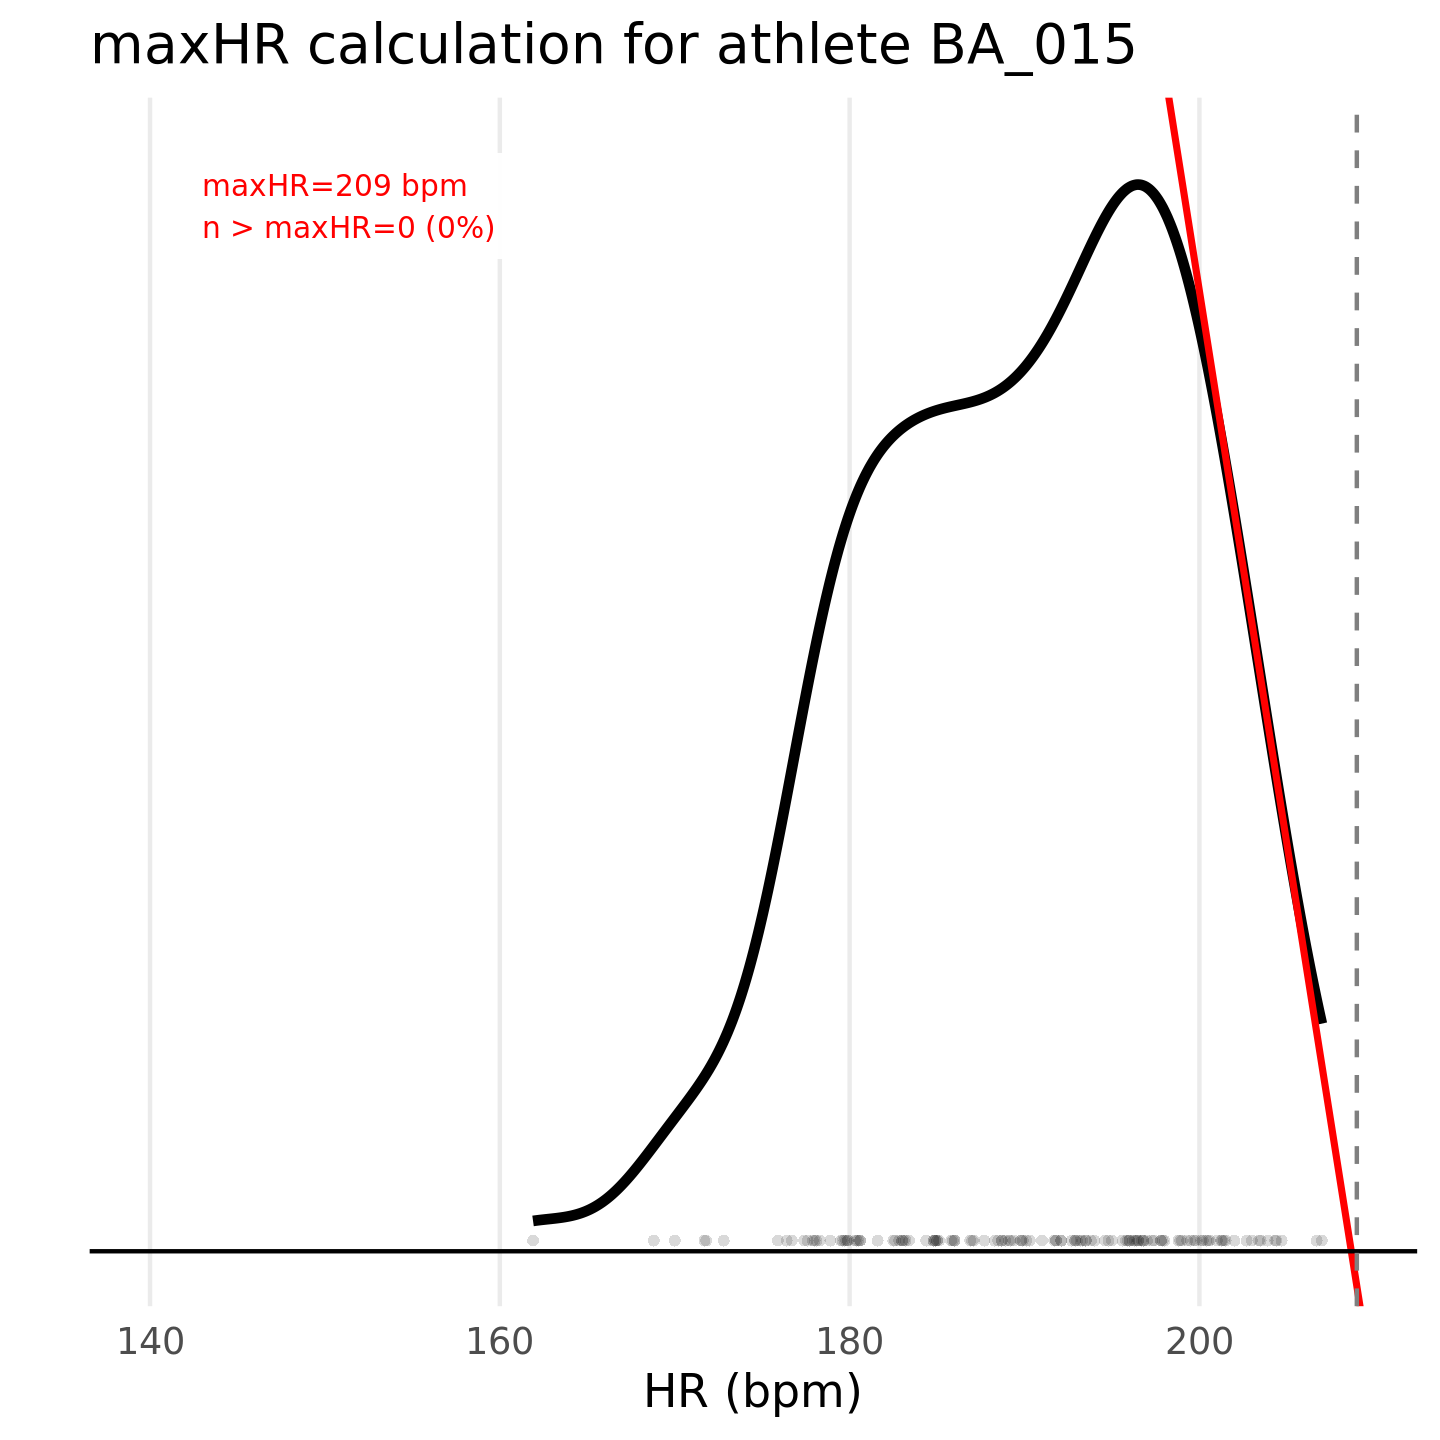 maxHR calculation for athlete BA_015
maxHR=209 bpm
n > maxHR=0 (0%)
140 160 180 200
HR (bpm)